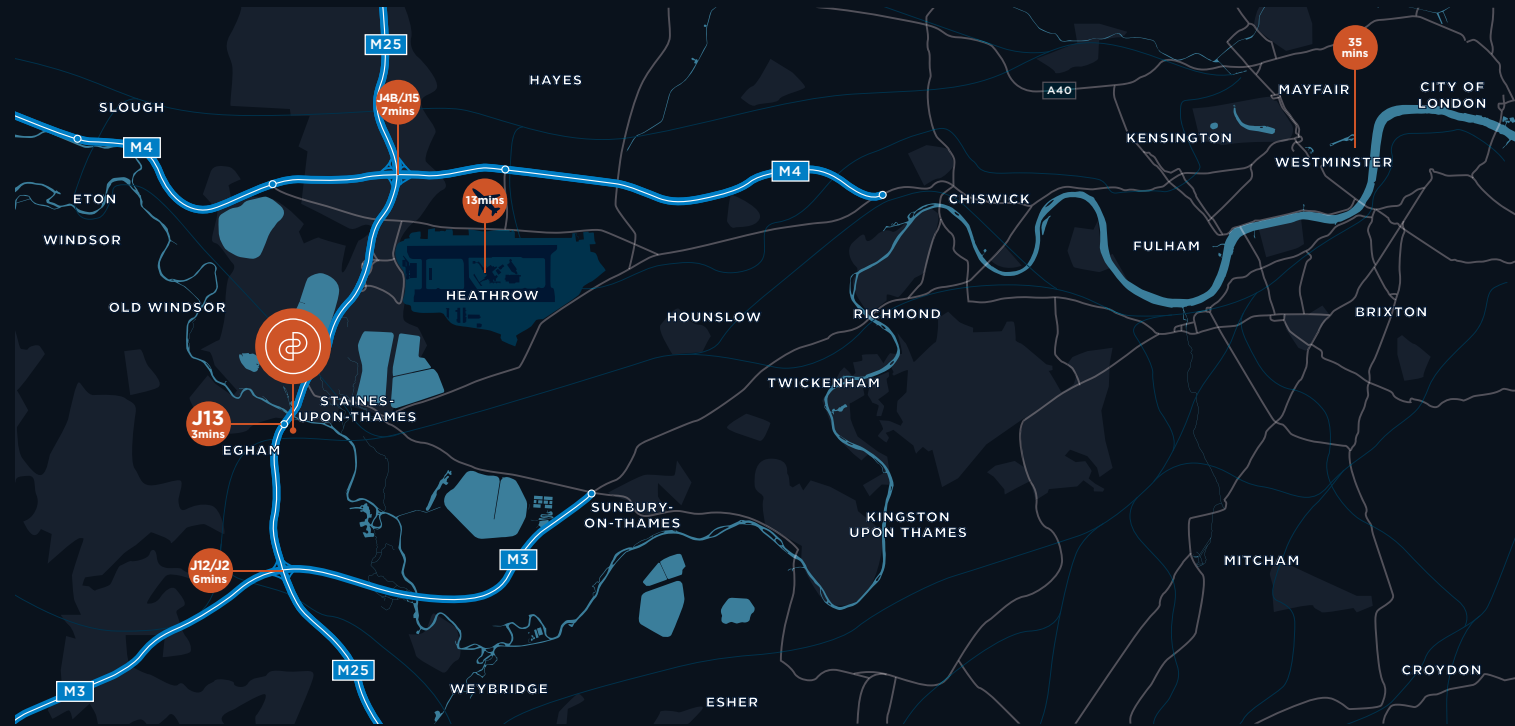 M25
35
mins
HAYES
MAYFAIR
CITY OF
LONDON
A40
J4B/J15
7mins
SLOUGH
KENSINGTON
M4
WESTMINSTER
M4
ETON
13mins
CHISWICK
WINDSOR
FULHAM
HEATHROW
OLD WINDSOR
HOUNSLOW
RICHMOND
BRIXTON
TWICKENHAM
STAINES-
UPON-THAMES
J13
3mins
EGHAM
SUNBURY-
ON-THAMES
KINGSTON
UPON THAMES
M3
MITCHAM
J12/J2
6mins
M25
CROYDON
M3
WEYBRIDGE
ESHER